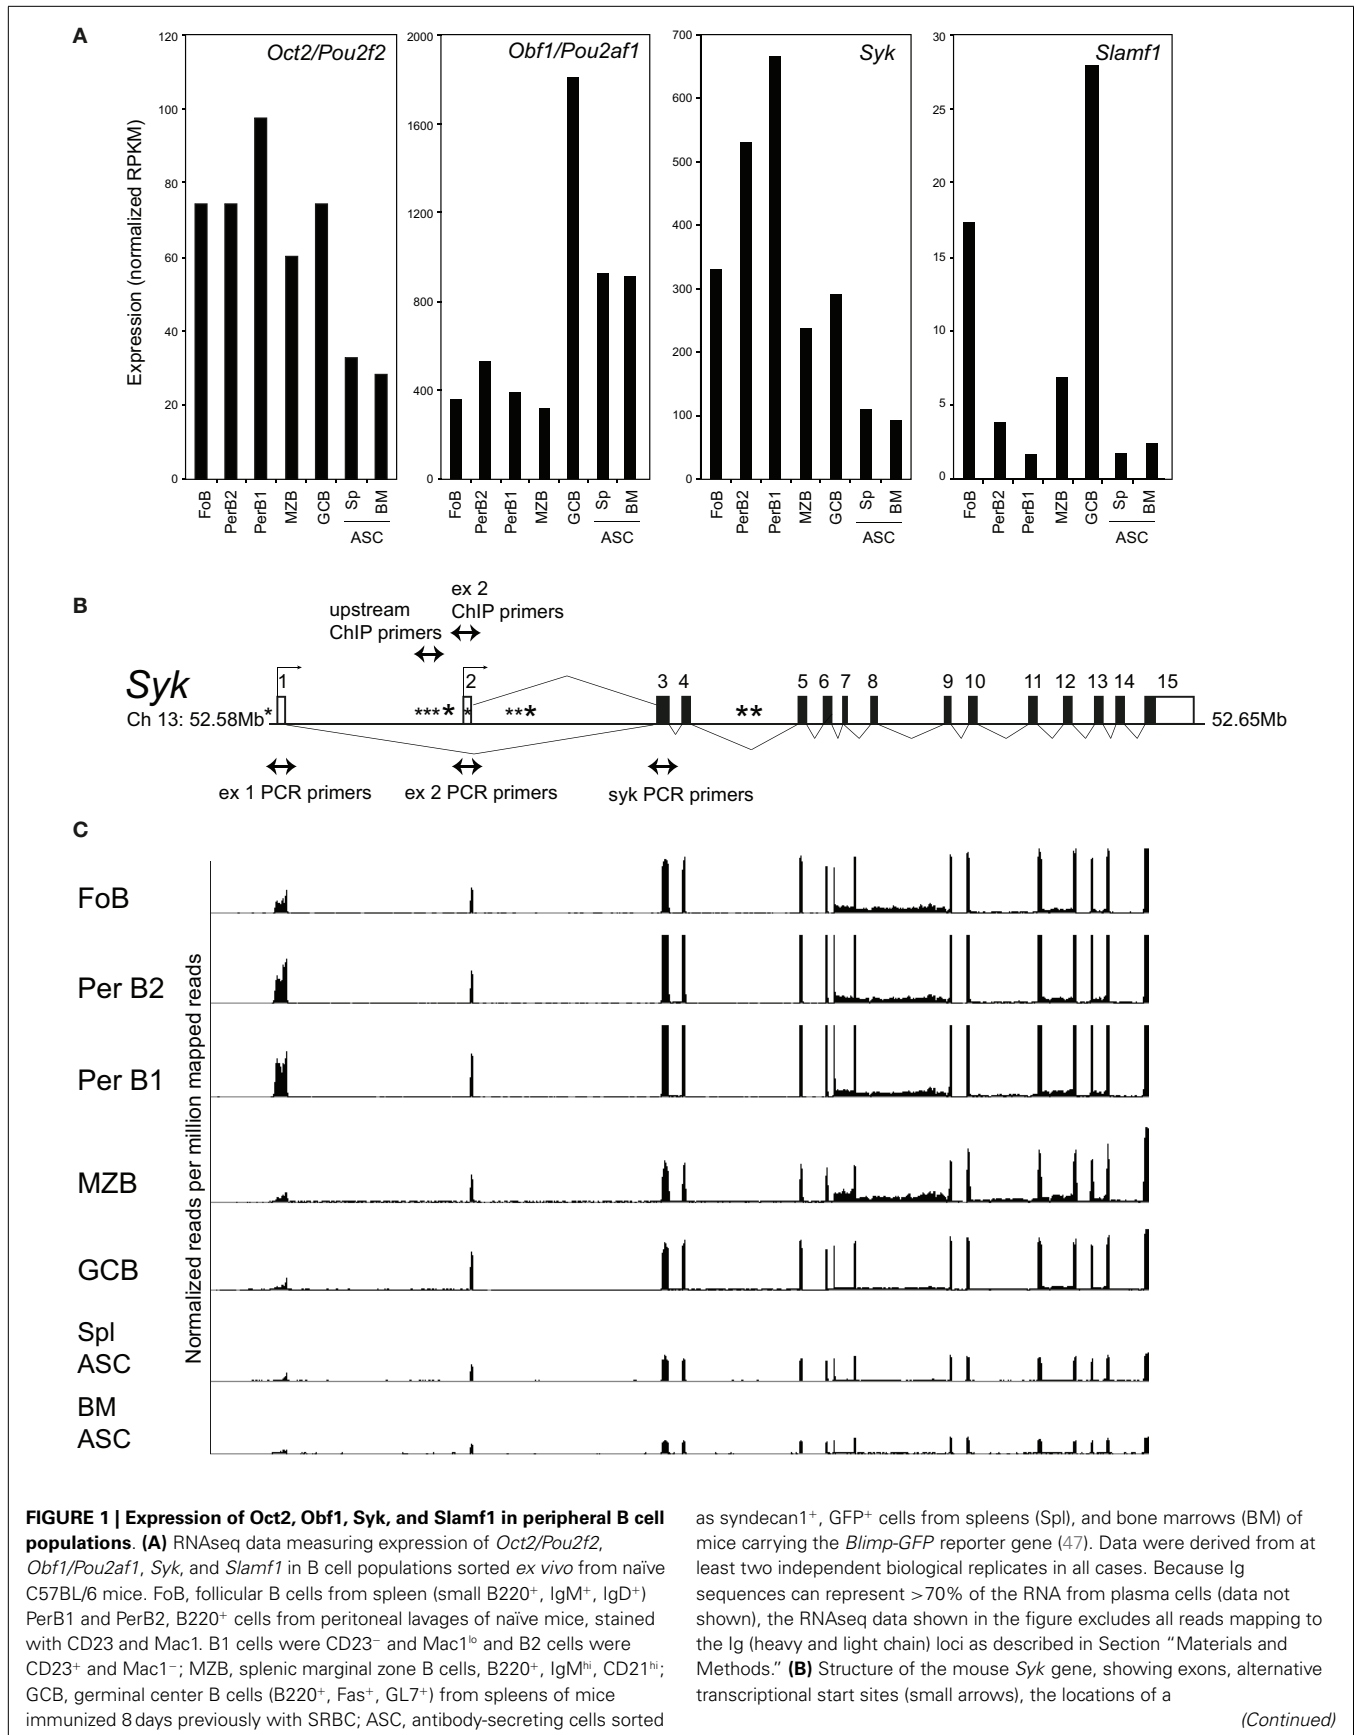 A
Oct2/Pou2f2
Obf1/Pou2af1
Syk
Slamf1
Expression (normalized RPKM)
120
100
80
60
40
20
0
FoB
PerB2
PerB1
MZB
GCB
Sp
BM
ASC
2000
1600
1200
800
400
0
FoB
PerB2
PerB1
MZB
GCB
Sp
BM
ASC
700
600
500
400
300
200
100
0
FoB
PerB2
PerB1
MZB
GCB
Sp
BM
ASC
30
25
20
15
10
5
0
FoB
PerB2
PerB1
MZB
GCB
Sp
BM
ASC
B
upstream
ChIP primers
ex 2
ChIP primers
Syk
Ch 13: 52.58Mb
* 1 **** 2 * *** 3 4 ** 5 6 7 8 9 10 11 12 13 14 15
52.65Mb
ex 1 PCR primers
ex 2 PCR primers
syk PCR primers
C
Normalized reads per million mapped reads
FoB
Per B2
Per B1
MZB
GCB
Spl
ASC
BM
ASC
FIGURE 1 | Expression of Oct2, Obf1, Syk, and Slamf1 in peripheral B cell
populations. (A) RNAseq data measuring expression of Oct2/Pou2f2,
Obf1/Pou2af1, Syk, and Slamf1 in B cell populations sorted ex vivo from naïve
C57BL/6 mice. FoB, follicular B cells from spleen (small B220⁺, IgM⁺, IgD⁺)
PerB1 and PerB2, B220⁺ cells from peritoneal lavages of naïve mice, stained
with CD23 and Mac1. B1 cells were CD23⁻ and Mac1ˡᵒ and B2 cells were
CD23⁺ and Mac1⁻; MZB, splenic marginal zone B cells, B220⁺, IgMʰⁱ, CD21ʰⁱ;
GCB, germinal center B cells (B220⁺, Fas⁺, GL7⁺) from spleens of mice
immunized 8 days previously with SRBC; ASC, antibody-secreting cells sorted
as syndecan1⁺, GFP⁺ cells from spleens (Spl), and bone marrows (BM) of
mice carrying the Blimp-GFP reporter gene (47). Data were derived from at
least two independent biological replicates in all cases. Because Ig
sequences can represent >70% of the RNA from plasma cells (data not
shown), the RNAseq data shown in the figure excludes all reads mapping to
the Ig (heavy and light chain) loci as described in Section “Materials and
Methods.” (B) Structure of the mouse Syk gene, showing exons, alternative
transcriptional start sites (small arrows), the locations of a
(Continued)